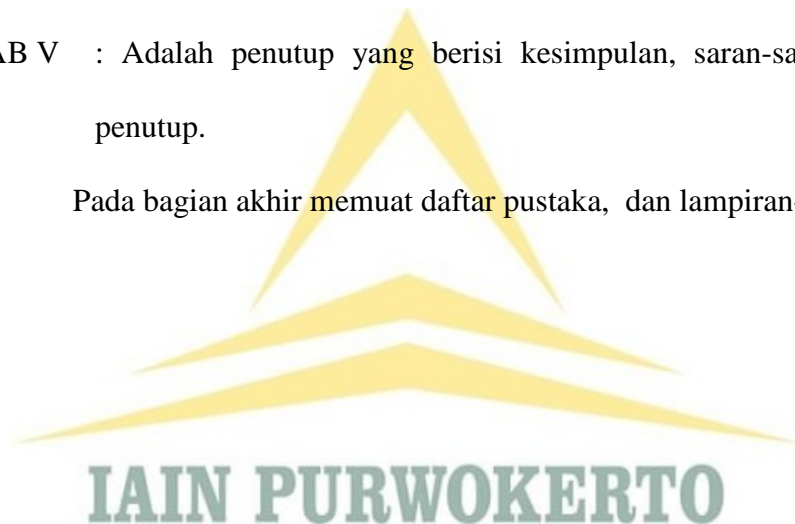 AB V : Adalah penutup yang berisi kesimpulan, saran-sa
penutup.
Pada bagian akhir memuat daftar pustaka, dan lampiran-
IAIN PURWOKERTO